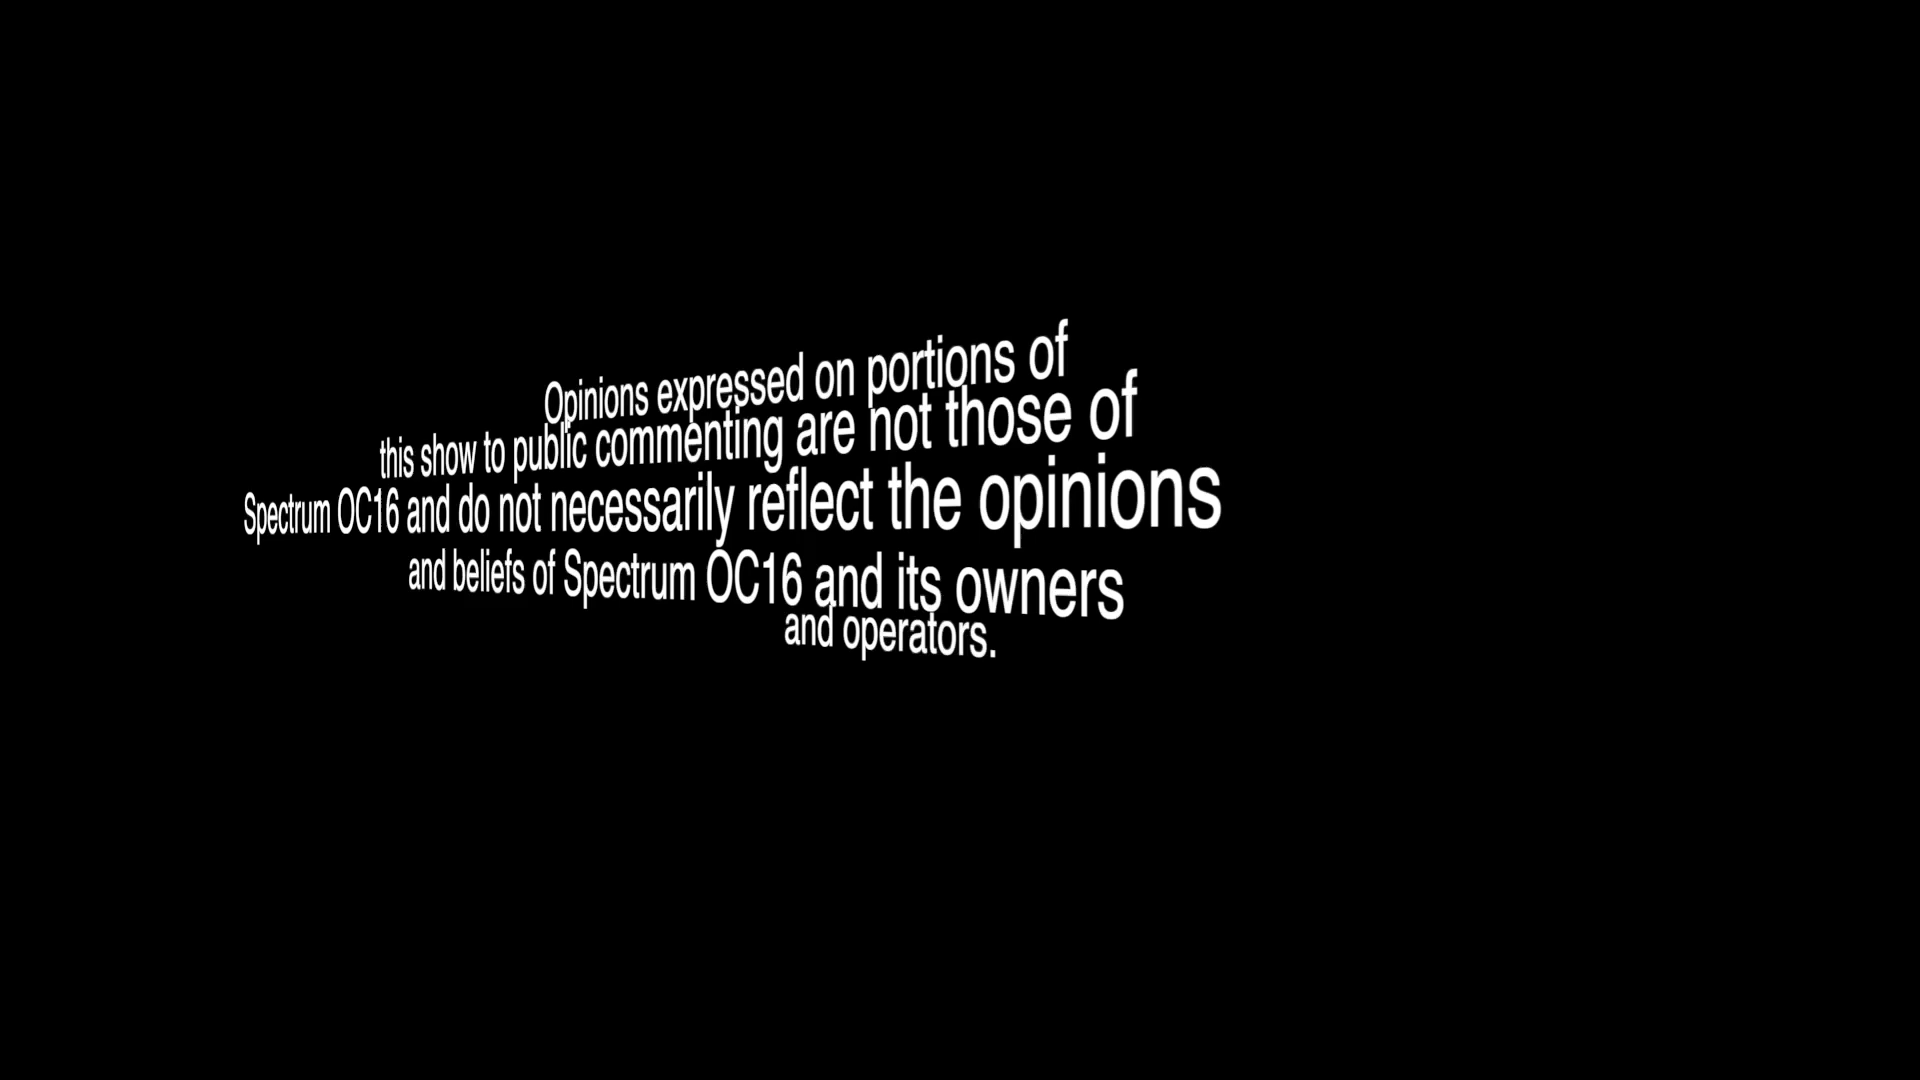 Opinions expressed on portions of
this show to public commenting are not those of
Spectrum OC16 and do not necessarily reflect the opinions
and beliefs of Spectrum OC16 and its owners
and operators.